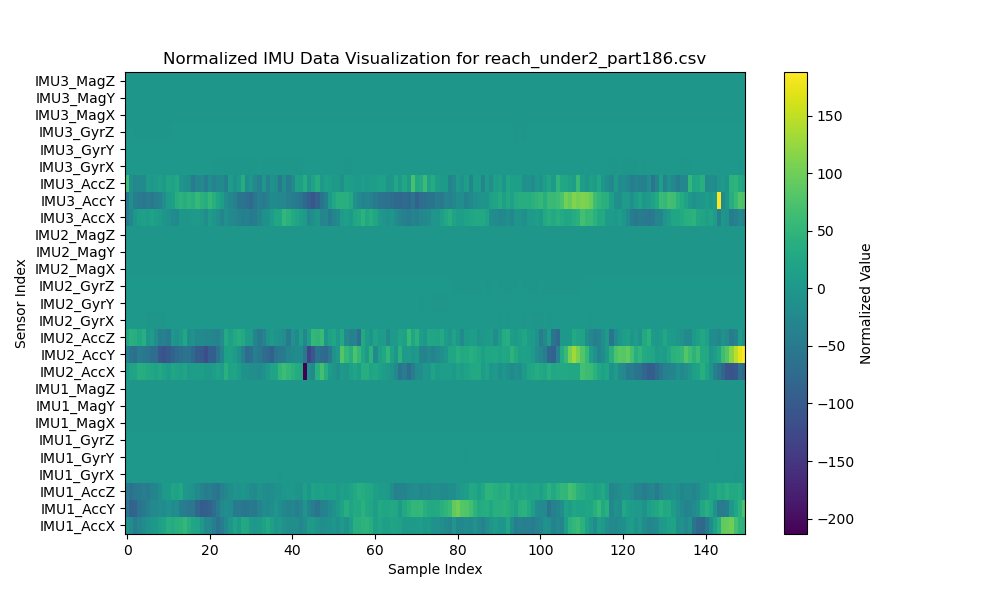 Normalized IMU Data Visualization for reach_under2_part186.csv
IMU3_MagZ
IMU3_MagY
IMU3_MagX
IMU3_GyrZ
IMU3_GyrY
IMU3_GyrX
IMU3_AccZ
IMU3_AccY
IMU3_AccX
IMU2_MagZ
IMU2_MagY
IMU2_MagX
IMU2_GyrZ
IMU2_GyrY
IMU2_GyrX
IMU2_AccZ
IMU2_AccY
IMU2_AccX
IMU1_MagZ
IMU1_MagY
IMU1_MagX
IMU1_GyrZ
IMU1_GyrY
IMU1_GyrX
IMU1_AccZ
IMU1_AccY
IMU1_AccX
Sensor Index
0 20 40 60 80 100 120 140
Sample Index
150
100
50
0
−50
−100
−150
−200
Normalized Value